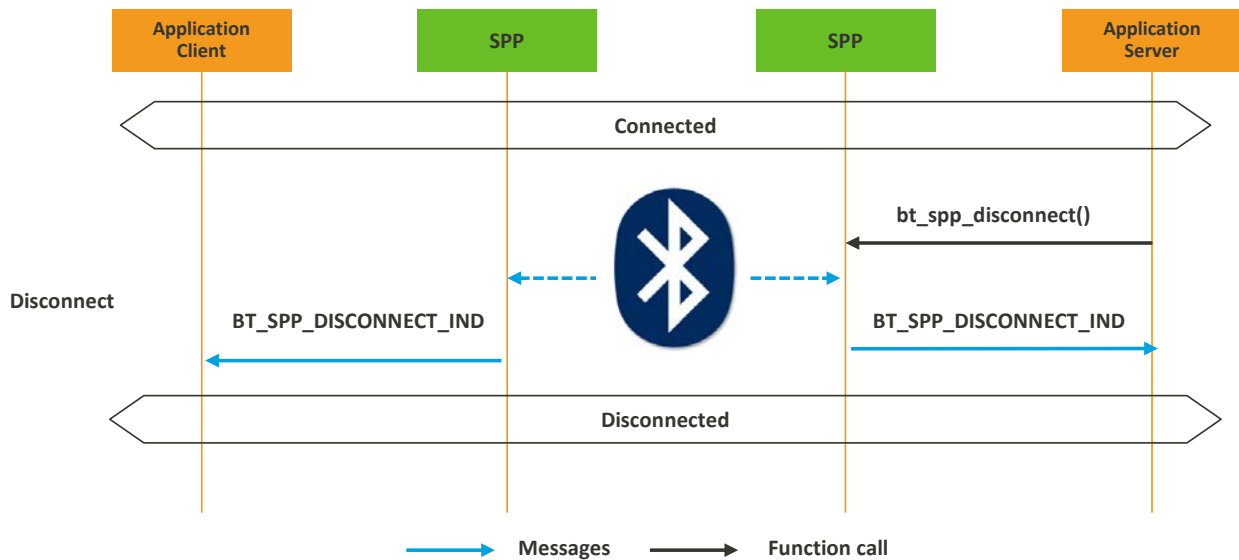 Application
Client
SPP
SPP
Application
Server
Connected
bt_spp_disconnect()
Disconnect
BT_SPP_DISCONNECT_IND
BT_SPP_DISCONNECT_IND
Disconnected
Messages
Function call